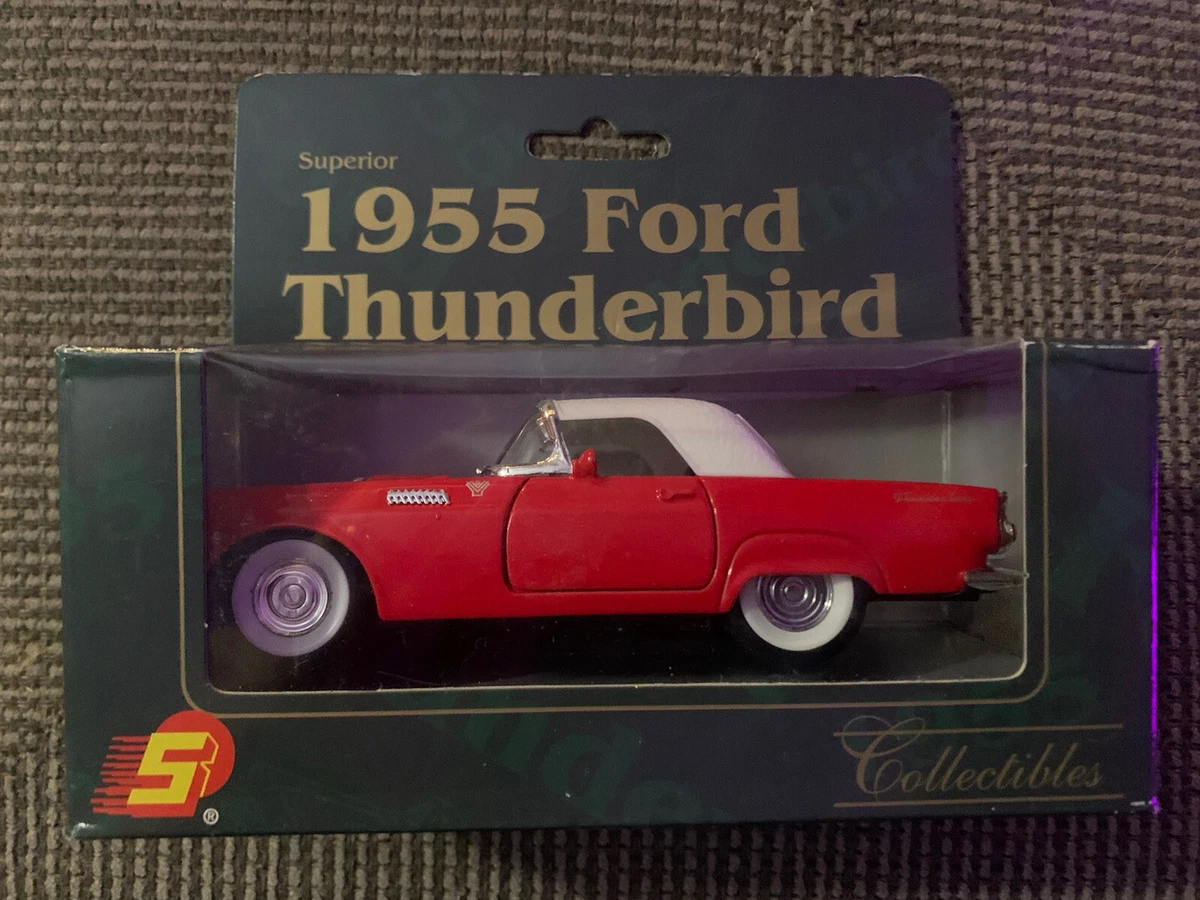 Superior
1955 Ford
Thunderbird
S
®
Collectibles